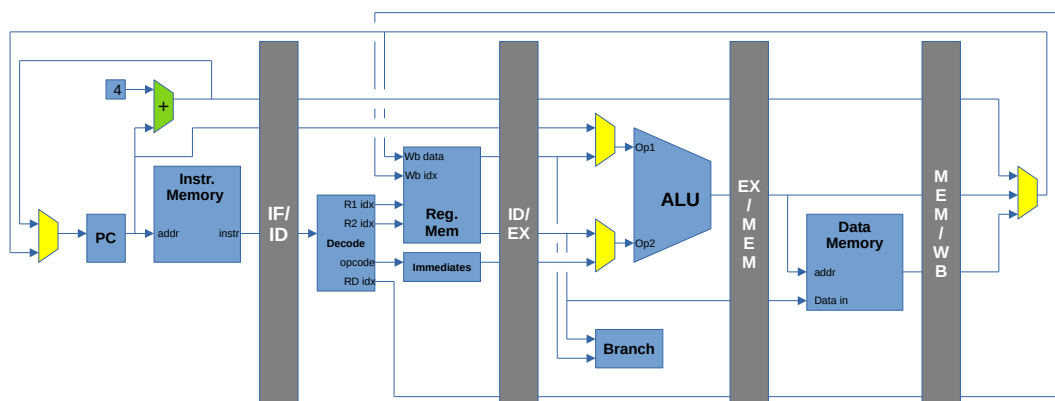 4
+
Instr.
Memory
addr
instr
PC
IF/
ID
Wb data
Wb idx
R1 idx
R2 idx
Reg.
Mem
Decode
opcode
RD idx
Immediates
ID/
EX
Op1
ALU
Op2
Branch
EX
/
M
E
M
Data
Memory
addr
Data in
M
E
M
/
W
B